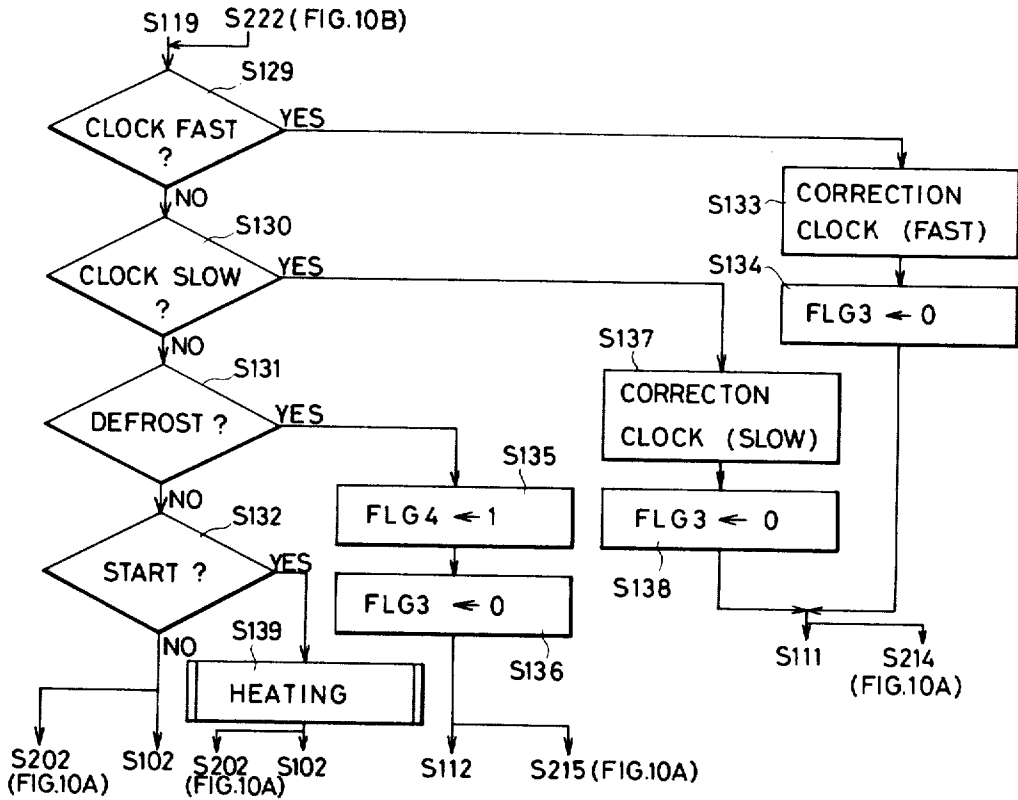 S119 S222 (FIG.10B)
S129
CLOCK FAST
?
YES
NO
S133
CORRECTION
CLOCK (FAST)
S130
CLOCK SLOW
?
YES
NO
S134
FLG3 ← 0
S137
CORRECTON
CLOCK (SLOW)
S131
DEFROST ?
YES
NO
S135
FLG4 ← 1
FLG3 ← 0
S138
S132
START ?
YES
NO
FLG3 ← 0
S136
S139
HEATING
S111 S214
(FIG.10A)
S202 S102 S202 S102 S112 S215 (FIG.10A)
(FIG.10A) (FIG.10A)